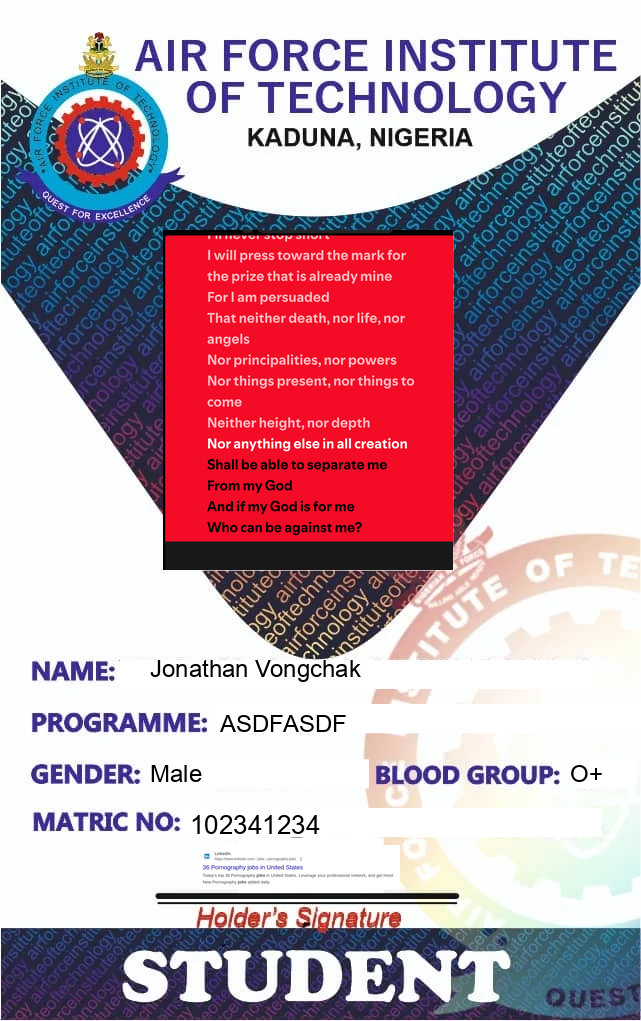 AIR FORCE INSTITUTE
OF TECHNOLOGY
KADUNA, NIGERIA
AIR FORCE INSTITUTE OF TECHNOLOGY
QUEST FOR EXCELLENCE
I'll never stop short
I will press toward the mark for
the prize that is already mine
For I am persuaded
That neither death, nor life, nor
angels
Nor principalities, nor powers
Nor things present, nor things to
come
Neither height, nor depth
Nor anything else in all creation
Shall be able to separate me
From my God
And if my God is for me
Who can be against me?
NAME: Jonathan Vongchak
PROGRAMME: ASDFASDF
GENDER: Male BLOOD GROUP: O+
MATRIC NO: 102341234
LinkedIn
https://www.linkedin.com › jobs › pornography-jobs
36 Pornography jobs in United States
Today's top 36 Pornography jobs in United States. Leverage your professional network, and get hired.
New Pornography jobs added daily.
Holder's Signature
STUDENT
QUEST